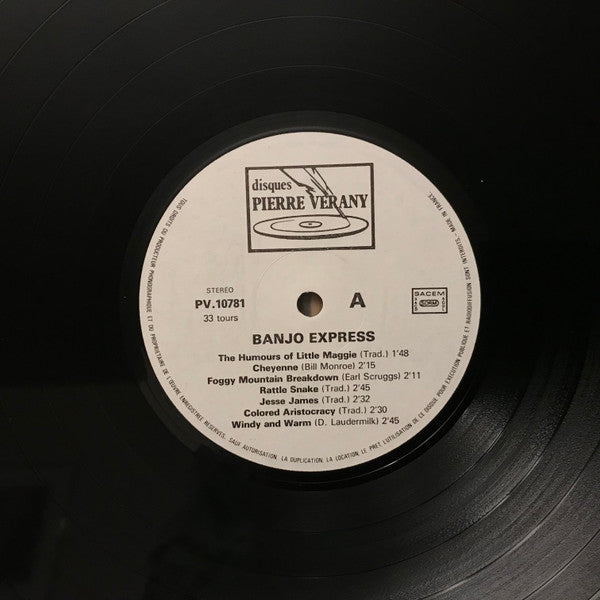 disques
PIERRE VERANY
STEREO
PV.10781
33 tours
A
SACEM
SDRM
BANJO EXPRESS
The Humours of Little Maggie (Trad.) 1'48
Cheyenne (Bill Monroe) 2'15
Foggy Mountain Breakdown (Earl Scruggs) 2'11
Rattle Snake (Trad.) 2'45
Jesse James (Trad.) 2'32
Colored Aristocracy (Trad.) 2'30
Windy and Warm (D. Laudermilk) 2'45
TOUS DROITS DU PRODUCTEUR PHONOGRAPHIQUE ET DU PROPRIETAIRE DE L'ŒUVRE ENREGISTREE RESERVES. SAUF AUTORISATION. LA DUPLICATION, LA LOCATION, LE PRET, L'UTILISATION DE CE DISQUE POUR EXECUTION PUBLIQUE ET RADIODIFFUSION SONT INTERDITS. - MADE IN FRANCE.